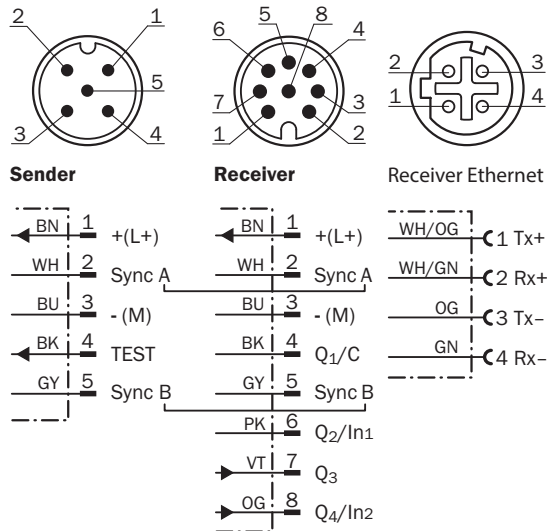 2 1
5
3 4
5 8
6 4
7 3
1 2
2 3
1 4
Sender
BN 1 +(L+)
WH 2 Sync A
BU 3 - (M)
BK 4 TEST
GY 5 Sync B
Receiver
BN 1 +(L+)
WH 2 Sync A
BU 3 - (M)
BK 4 Q1/C
GY 5 Sync B
PK 6 Q2/In1
VT 7 Q3
OG 8 Q4/In2
Receiver Ethernet
WH/OG 1 Tx+
WH/GN 2 Rx+
OG 3 Tx–
GN 4 Rx–